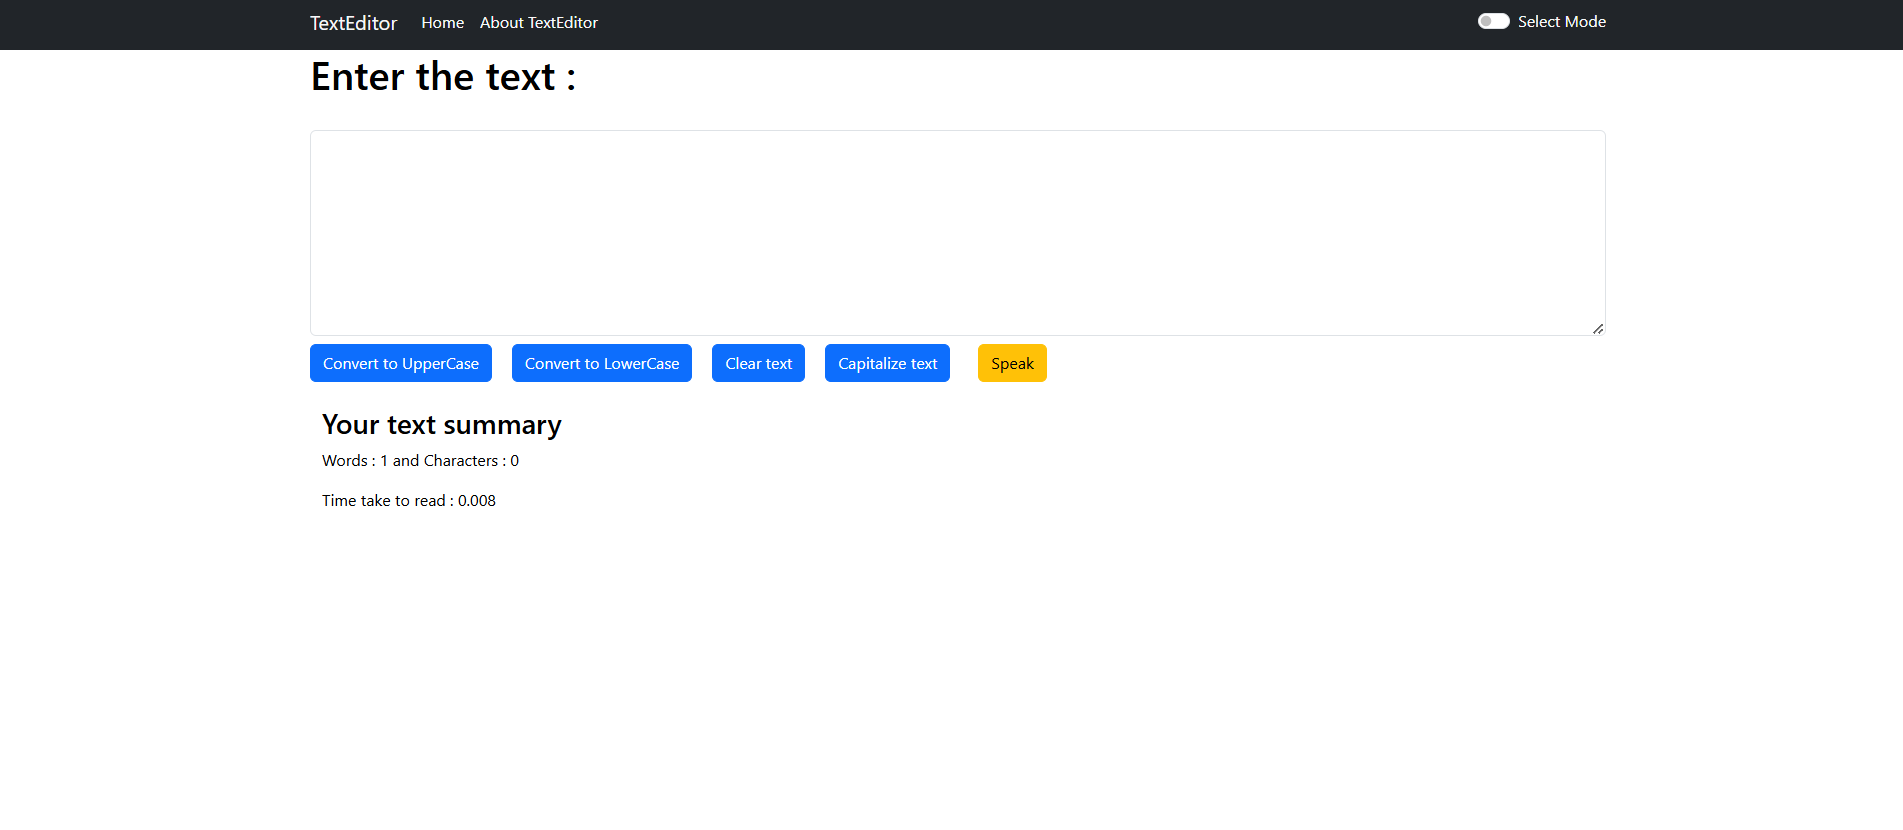 TextEditor Home About TextEditor Select Mode
Enter the text :
Convert to UpperCase Convert to LowerCase Clear text Capitalize text Speak
Your text summary
Words : 1 and Characters : 0
Time take to read : 0.008